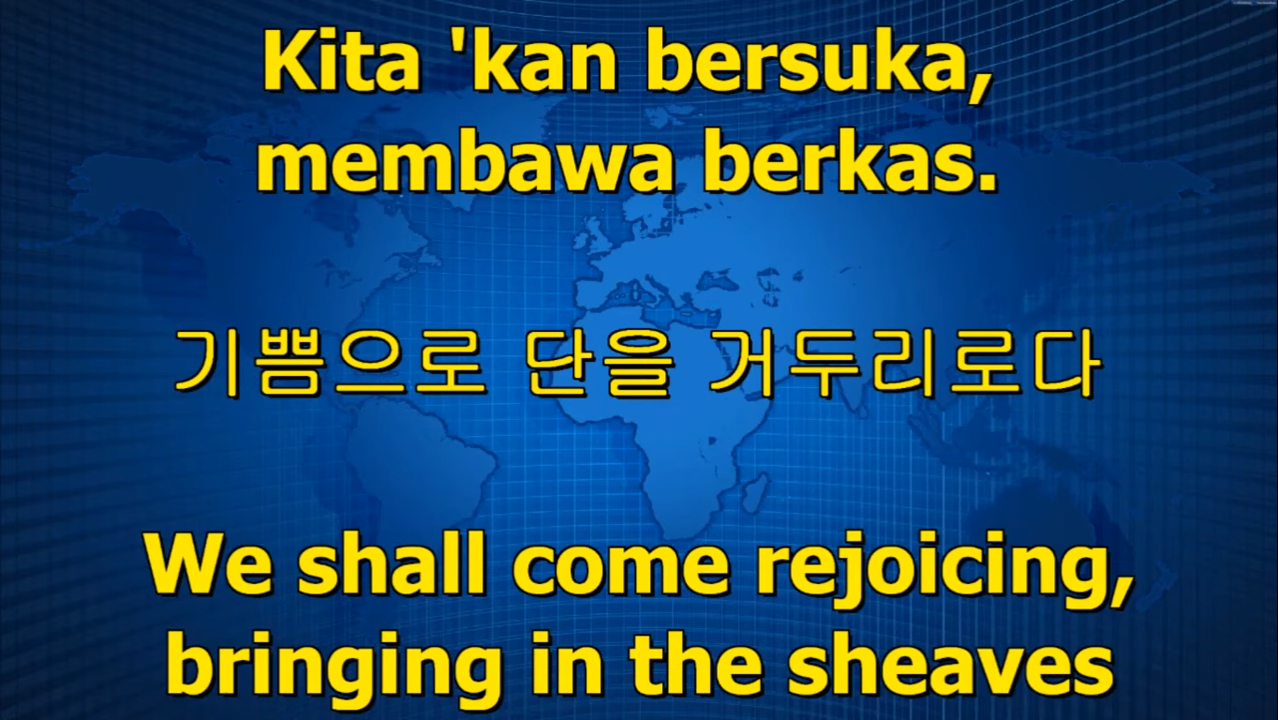 Kita 'kan bersuka,
membawa berkas.
기쁨으로 단을 거두리로다
We shall come rejoicing,
bringing in the sheaves